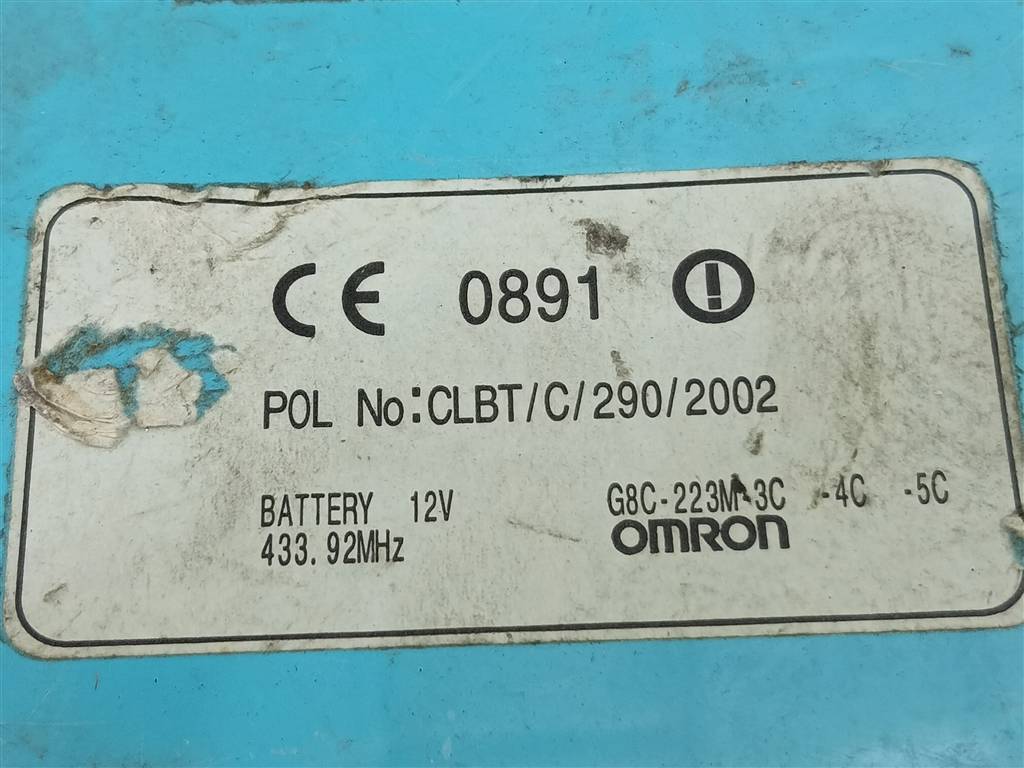 CE 0891
POL No:CLBT/C/290/2002
BATTERY 12V
433.92MHz
G8C-223M-3C -4C -5C
OMRON